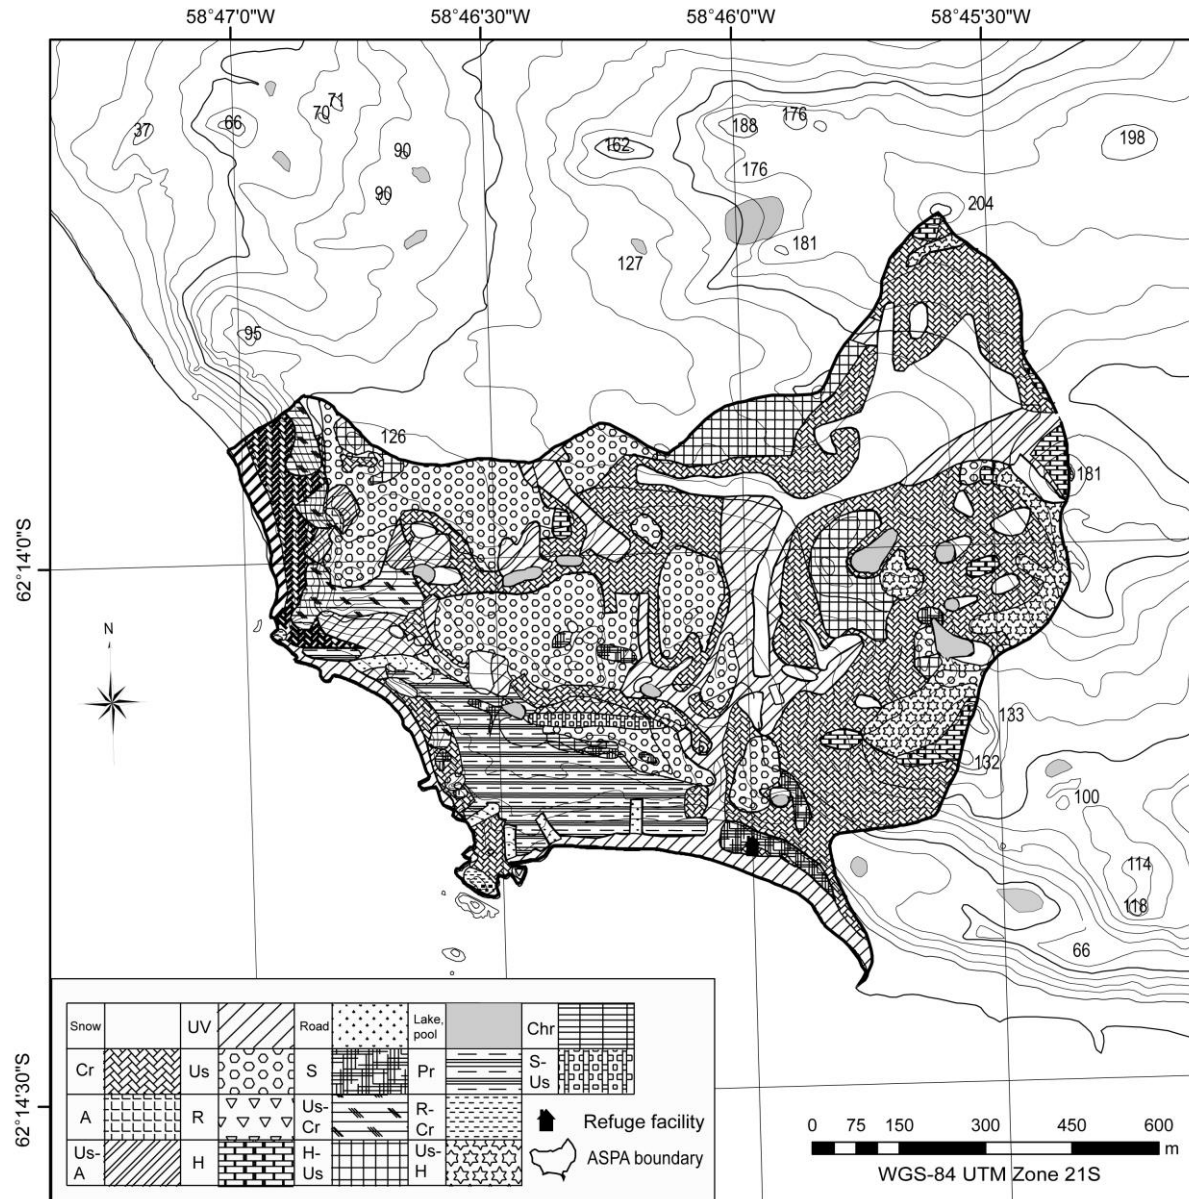 58°47'0"W 58°46'30"W 58°46'0"W 58°45'30"W
71
70
66
37
90
90
162
188
176
176
198
204
181
127
95
126
181
62°14'0"S
N
133
132
100
114
118
66
Snow UV Road Lake, pool Chr
Cr Us S Pr S-Us
A R Us-Cr R-Cr
Us-A H H-Us Us-H
Refuge facility
ASPA boundary
62°14'30"S
0 75 150 300 450 600
m
WGS-84 UTM Zone 21S